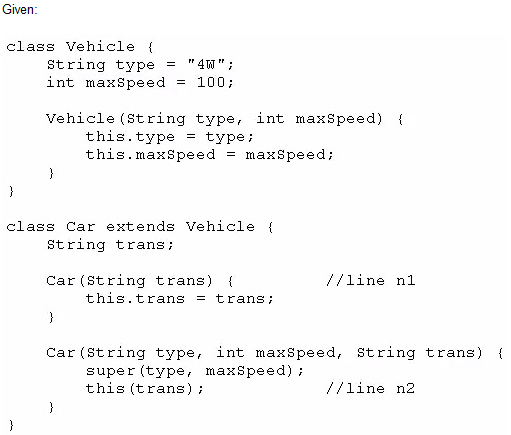 Given:
class Vehicle {
    String type = "4W";
    int maxSpeed = 100;

    Vehicle(String type, int maxSpeed) {
        this.type = type;
        this.maxSpeed = maxSpeed;
    }
}

class Car extends Vehicle {
    String trans;

    Car(String trans) {          //line n1
        this.trans = trans;
    }

    Car(String type, int maxSpeed, String trans) {
        super(type, maxSpeed);
        this(trans);             //line n2
    }
}